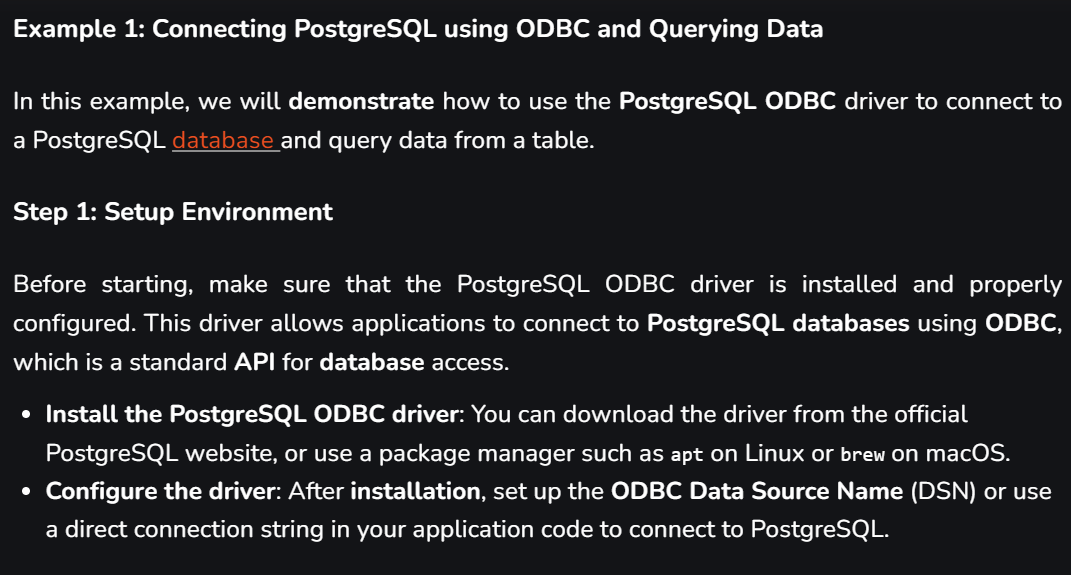 Example 1: Connecting PostgreSQL using ODBC and Querying Data
In this example, we will demonstrate how to use the PostgreSQL ODBC driver to connect to
a PostgreSQL database and query data from a table.
Step 1: Setup Environment
Before starting, make sure that the PostgreSQL ODBC driver is installed and properly
configured. This driver allows applications to connect to PostgreSQL databases using ODBC,
which is a standard API for database access.
• Install the PostgreSQL ODBC driver: You can download the driver from the official
PostgreSQL website, or use a package manager such as apt on Linux or brew on macOS.
• Configure the driver: After installation, set up the ODBC Data Source Name (DSN) or use
a direct connection string in your application code to connect to PostgreSQL.